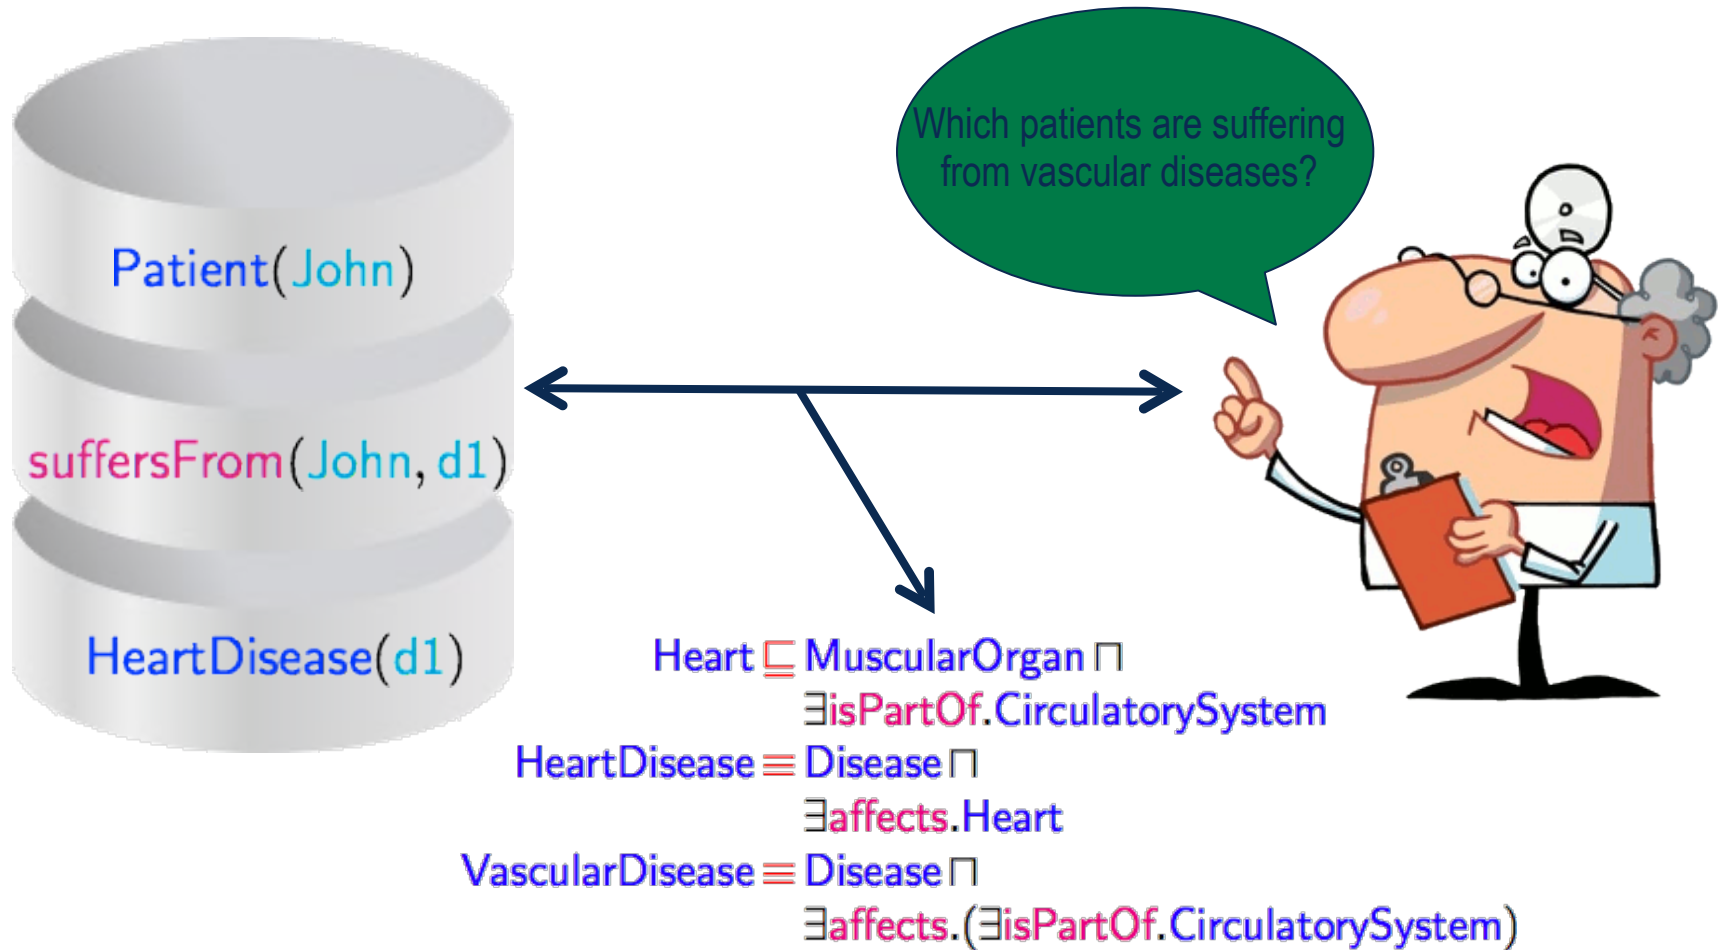 Which patients are suffering
from vascular diseases?
Patient(John)
suffersFrom(John, d1)
HeartDisease(d1)
Heart ⊑ MuscularOrgan ⊓
∃isPartOf.CirculatorySystem
HeartDisease ≡ Disease ⊓
∃affects.Heart
VascularDisease ≡ Disease ⊓
∃affects.(∃isPartOf.CirculatorySystem)